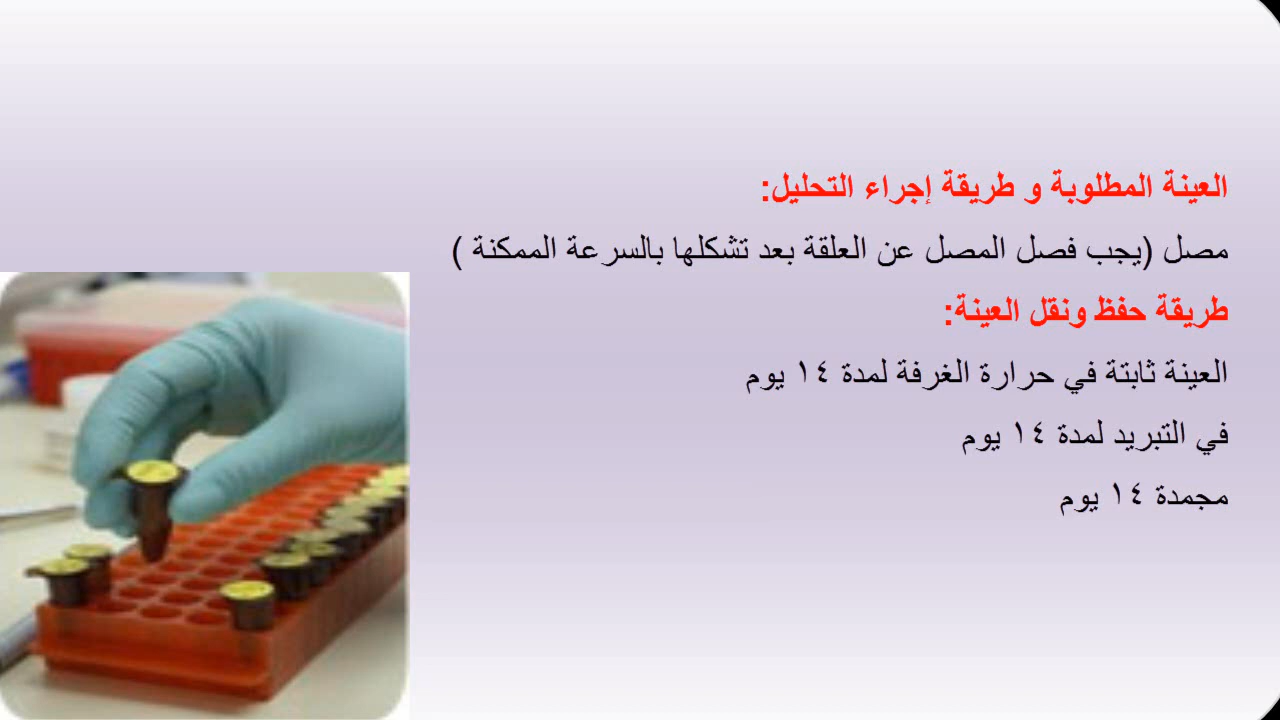 العينة المطلوبة و طريقة إجراء التحليل:
مصل (يجب فصل المصل عن العلقة بعد تشكلها بالسرعة الممكنة )
طريقة حفظ ونقل العينة:
العينة ثابتة في حرارة الغرفة لمدة ١٤ يوم
في التبريد لمدة ١٤ يوم
مجمدة ١٤ يوم